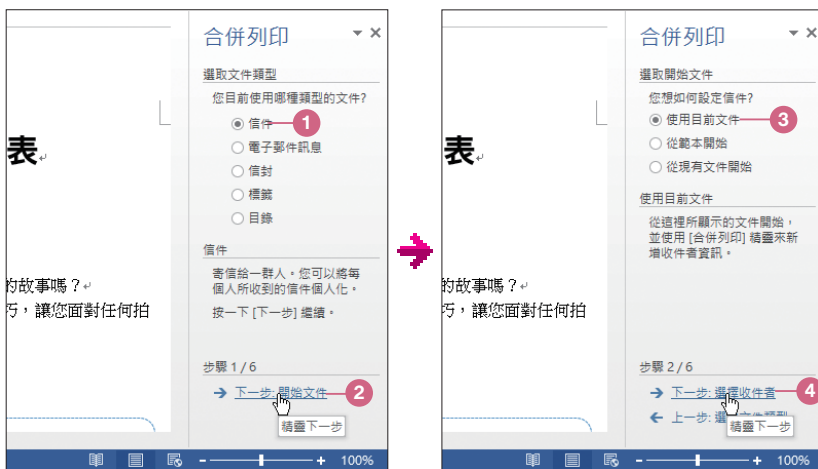 合併列印
選取文件類型
您目前使用哪種類型的文件?
信件
1
電子郵件訊息
信封
標籤
目錄
信件
寄信給一群人。您可以將每
個人所收到的信件個人化。
按一下 [下一步] 繼續。
步驟 1 / 6
下一步: 開始文件
2
精靈下一步
表
的故事嗎？
巧，讓您面對任何拍
100%
合併列印
選取開始文件
您想如何設定信件?
使用目前文件
3
從範本開始
從現有文件開始
使用目前文件
從這裡所顯示的文件開始，
並使用 [合併列印] 精靈來新
增收件者資訊。
步驟 2 / 6
下一步: 選擇收件者
4
上一步: 選
精靈下一步
表
的故事嗎？
巧，讓您面對任何拍
100%